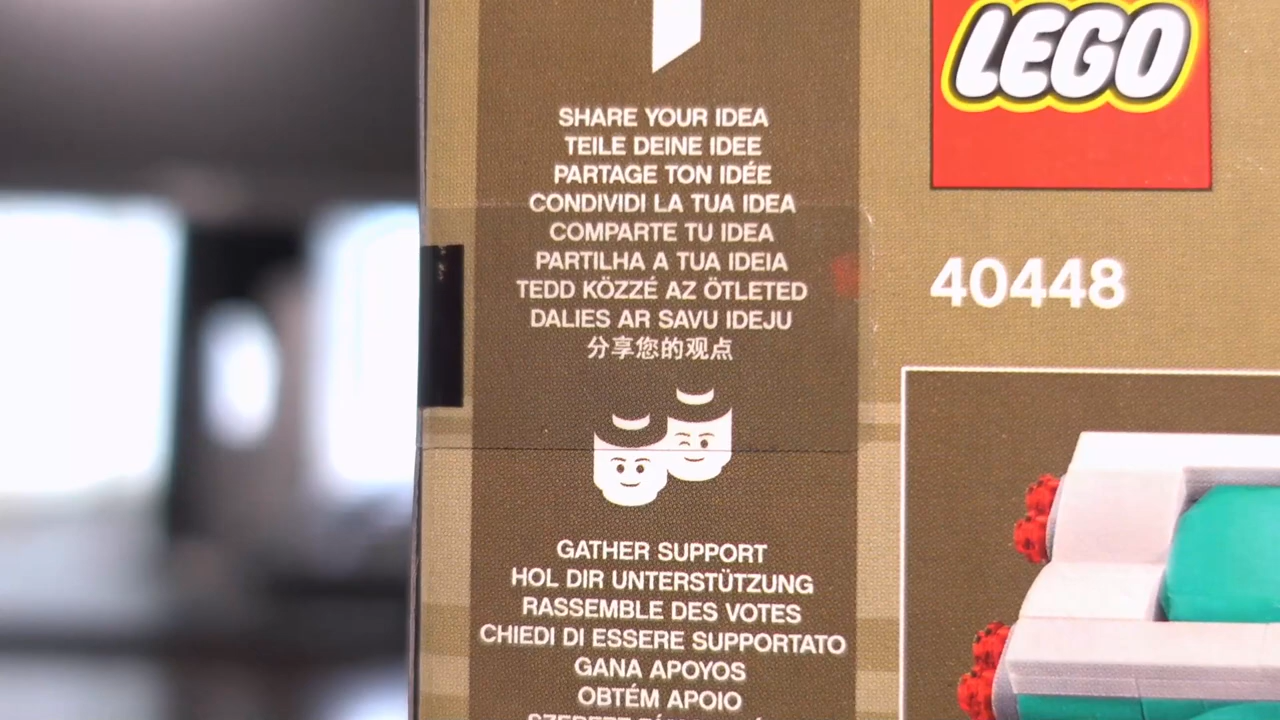 SHARE YOUR IDEA
TEILE DEINE IDEE
PARTAGE TON IDÉE
CONDIVIDI LA TUA IDEA
COMPARTE TU IDEA
PARTILHA A TUA IDEIA
TEDD KÖZZÉ AZ ÖTLETED
DALIES AR SAVU IDEJU
分享您的观点
GATHER SUPPORT
HOL DIR UNTERSTÜTZUNG
RASSEMBLE DES VOTES
CHIEDI DI ESSERE SUPPORTATO
GANA APOYOS
OBTÉM APOIO
LEGO
40448